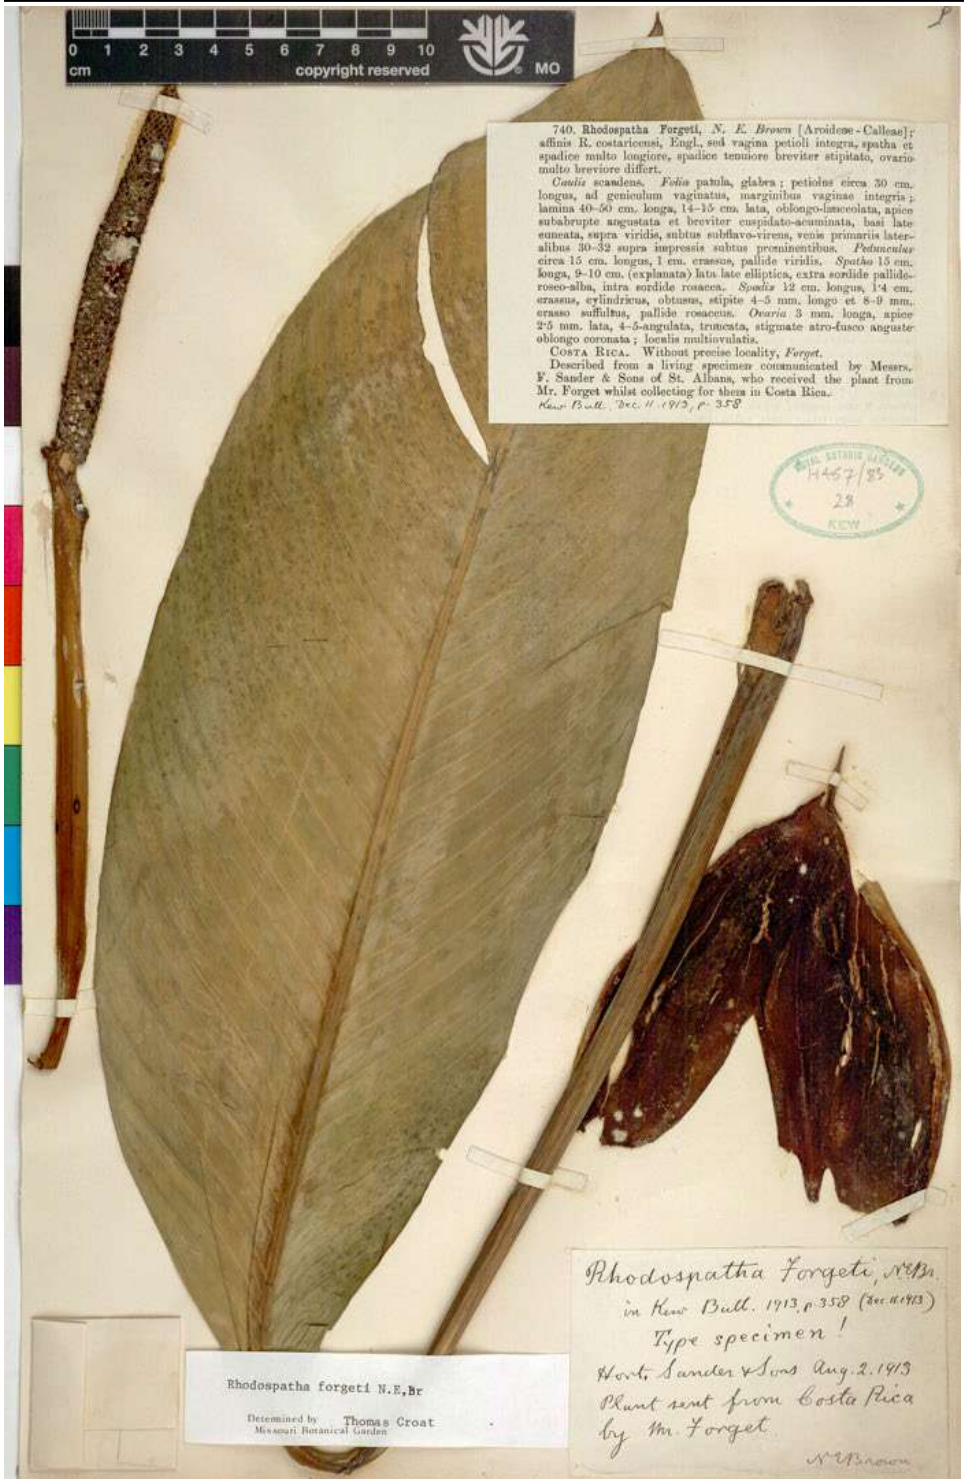 0 1 2 3 4 5 6 7 8 9 10
cm copyright reserved MO
740. Rhodospatha Forgeti, N. E. Brown [Aroideae-Calleae];
affinis R. costaricensi, Engl., sed vagina petioli integra, spatha et
spadice multo longiore, spadice tenuiore breviter stipitato, ovario
multo breviore differt.
Caulis scandens. Folia patula, glabra; petiolus circa 30 cm.
longus, ad geniculum vaginatus, marginibus vaginae integris;
lamina 40-50 cm. longa, 14-15 cm. lata, oblongo-lanceolata, apice
subabrupte angustata et breviter cuspidato-acuminata, basi late
cuneata, supra viridis, subtus subflavo-virens, venis primariis later-
alibus 30-32 supra impressis subtus prominentibus. Pedunculus
circa 15 cm. longus, 1 cm. crassus, pallide viridis. Spatha 15 cm.
longa, 9-10 cm. (explanata) lata late elliptica, extra sordide pallide-
roseo-alba, intra sordide rosacea. Spadix 12 cm. longus, 1·4 cm.
crassus, cylindricus, obtusus, stipite 4-5 mm. longo et 8-9 mm.
crasso suffultus, pallide rosaceus. Ovaria 3 mm. longa, apice
2·5 mm. lata, 4-5-angulata, truncata, stigmate atro-fusco anguste
oblongo coronata; loculis multiovulatis.
COSTA RICA. Without precise locality, Forget.
Described from a living specimen communicated by Messrs.
F. Sander & Sons of St. Albans, who received the plant from
Mr. Forget whilst collecting for them in Costa Rica.
Kew Bull. Dec. 11. 1913, p. 358
ROYAL BOTANIC GARDENS
H457/83
28
KEW
Rhodospatha Forgeti, N.E.Br.
in Kew Bull. 1913, p. 358 (Dec. 11. 1913)
Type specimen!
Hort. Sander & Sons Aug. 2. 1913
Plant sent from Costa Rica
by Mr. Forget
N.E.Brown
Rhodospatha forgeti N.E,Br
Determined by Thomas Croat
Missouri Botanical Garden